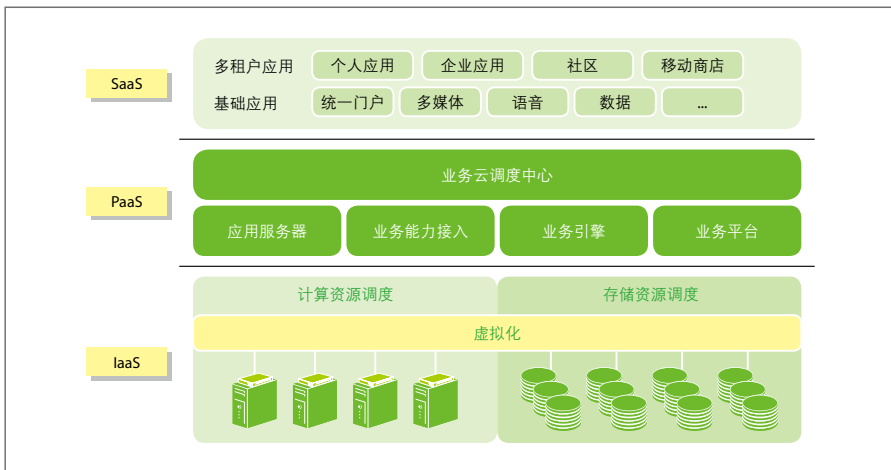 SaaS
多租户应用 个人应用 企业应用 社区 移动商店
基础应用 统一门户 多媒体 语音 数据 ...
PaaS
业务云调度中心
应用服务器 业务能力接入 业务引擎 业务平台
IaaS
计算资源调度 存储资源调度
虚拟化